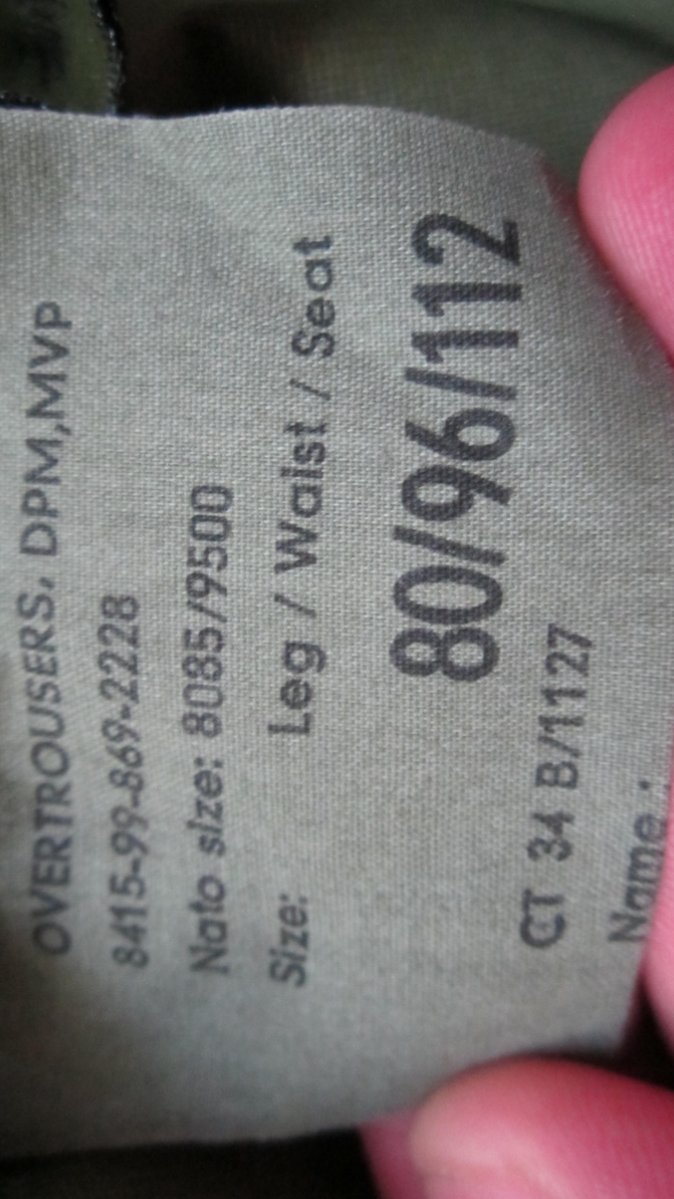 OVERTROUSERS, DPM,MVP
8415-99-869-2228
Nato size: 8085/9500
Size: Leg / Waist / Seat
80/96/112
CT 34 B/1127
Name :